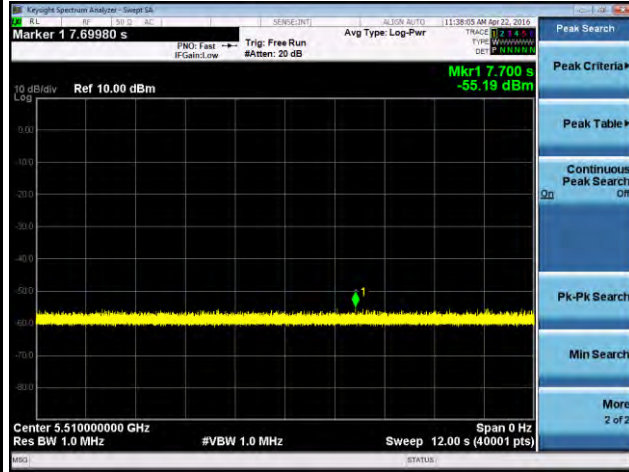 Keysight Spectrum Analyzer - Swept SA
RL RF 50 Ω AC SENSE:INT ALIGN AUTO 11:38:05 AM Apr 22, 2016
Marker 1 7.69980 s
PNO: Fast
IFGain:Low
Trig: Free Run
#Atten: 20 dB
Avg Type: Log-Pwr
TRACE 1 2 3 4 5 6
TYPE WWWWWW
DET P N N N N N
Peak Search
Mkr1 7.700 s
-55.19 dBm
10 dB/div Ref 10.00 dBm
Log
0.00
-10.0
-20.0
-30.0
-40.0
-50.0
-60.0
-70.0
-80.0
1
Center 5.510000000 GHz
Span 0 Hz
Res BW 1.0 MHz
#VBW 1.0 MHz
Sweep 12.00 s (40001 pts)
MSG
STATUS
Peak Criteria
Peak Table
Continuous
Peak Search
On Off
Pk-Pk Search
Min Search
More
2 of 2